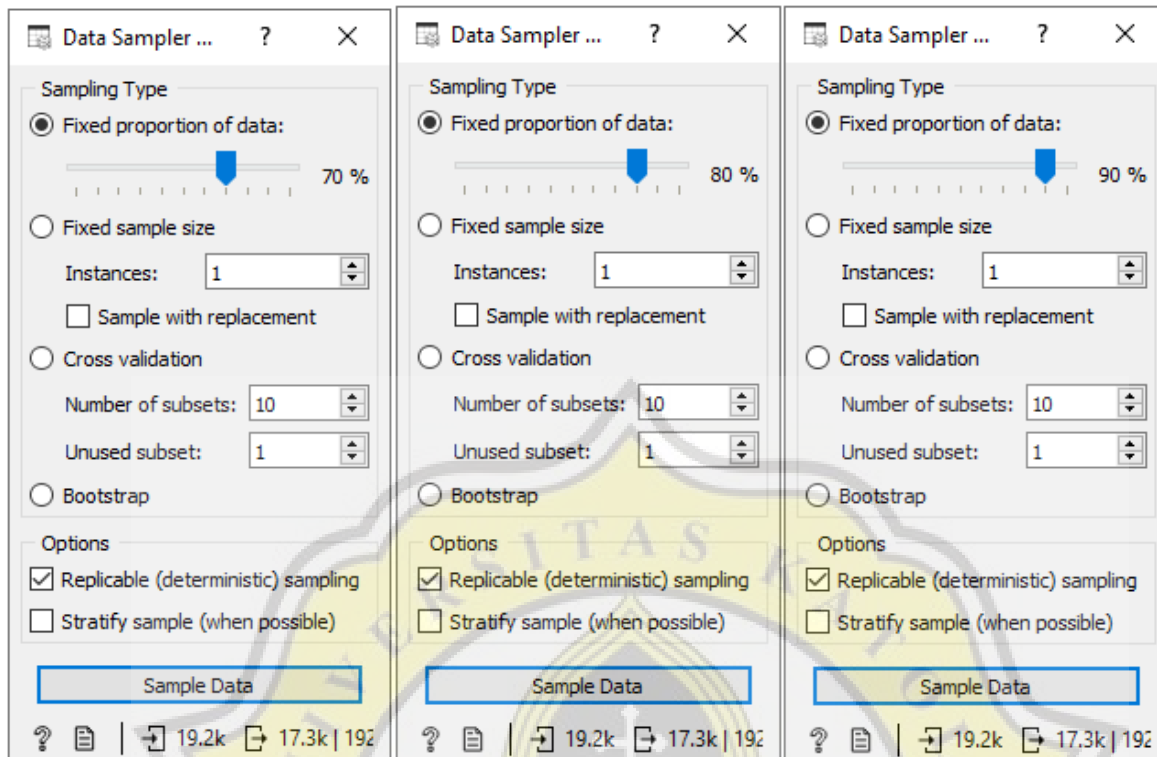 Data Sampler ... ? ×
Sampling Type
Fixed proportion of data:
70 %
Fixed sample size
Instances: 1
Sample with replacement
Cross validation
Number of subsets: 10
Unused subset: 1
Bootstrap
Options
Replicable (deterministic) sampling
Stratify sample (when possible)
Sample Data
? 19.2k 17.3k | 192
Data Sampler ... ? ×
Sampling Type
Fixed proportion of data:
80 %
Fixed sample size
Instances: 1
Sample with replacement
Cross validation
Number of subsets: 10
Unused subset: 1
Bootstrap
Options
Replicable (deterministic) sampling
Stratify sample (when possible)
Sample Data
? 19.2k 17.3k | 192
Data Sampler ... ? ×
Sampling Type
Fixed proportion of data:
90 %
Fixed sample size
Instances: 1
Sample with replacement
Cross validation
Number of subsets: 10
Unused subset: 1
Bootstrap
Options
Replicable (deterministic) sampling
Stratify sample (when possible)
Sample Data
? 19.2k 17.3k | 192